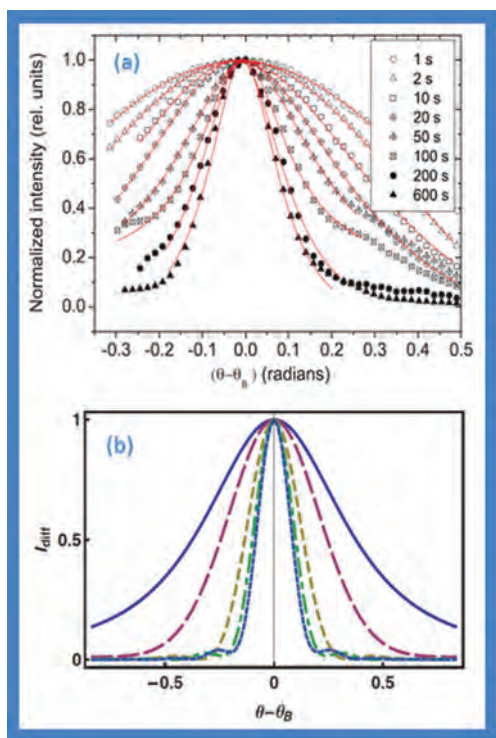 (a)
Normalized intensity (rel. units)
1.0
0.8
0.6
0.4
0.2
0.0
1 s
2 s
10 s
20 s
50 s
100 s
200 s
600 s
-0.3 -0.2 -0.1 0.0 0.1 0.2 0.3 0.4 0.5
(θ−θB) (radians)
(b)
Idiff
1
0.5
0
−0.5 0 0.5
θ−θB